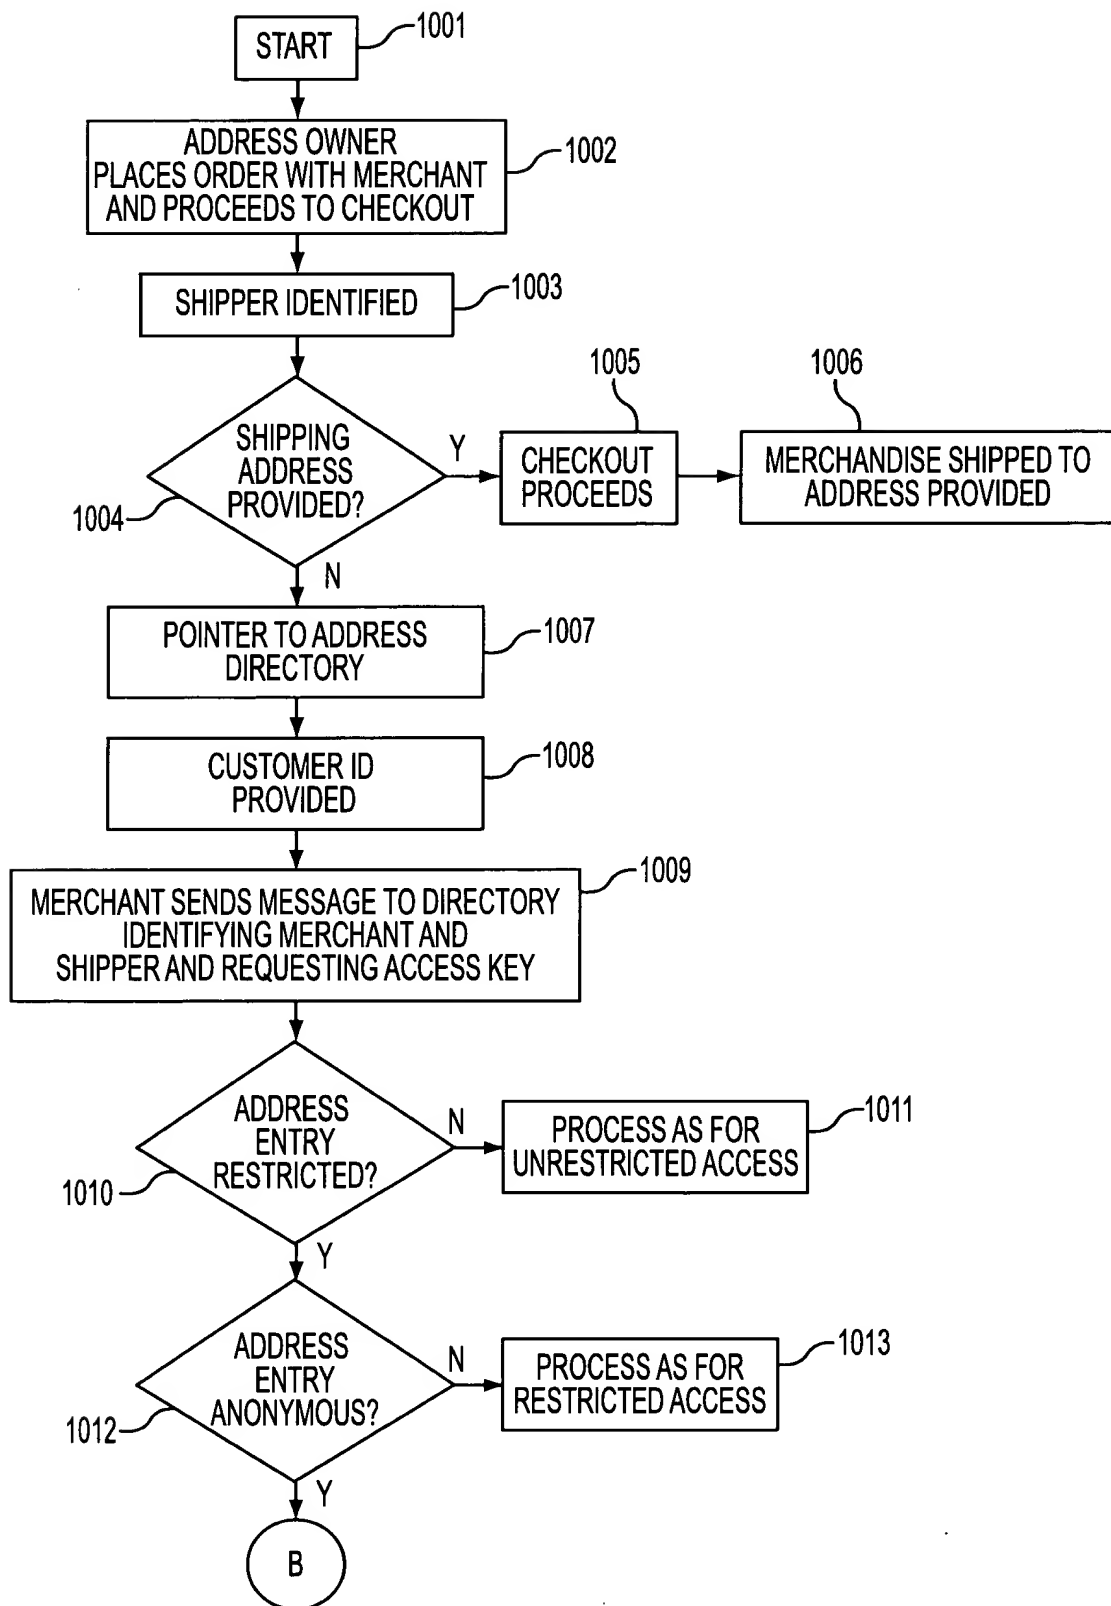 START
1001
ADDRESS OWNER
PLACES ORDER WITH MERCHANT
AND PROCEEDS TO CHECKOUT
1002
SHIPPER IDENTIFIED
1003
SHIPPING
ADDRESS
PROVIDED?
1004
Y
CHECKOUT
PROCEEDS
1005
MERCHANDISE SHIPPED TO
ADDRESS PROVIDED
1006
N
POINTER TO ADDRESS
DIRECTORY
1007
CUSTOMER ID
PROVIDED
1008
MERCHANT SENDS MESSAGE TO DIRECTORY
IDENTIFYING MERCHANT AND
SHIPPER AND REQUESTING ACCESS KEY
1009
ADDRESS
ENTRY
RESTRICTED?
1010
N
PROCESS AS FOR
UNRESTRICTED ACCESS
1011
Y
ADDRESS
ENTRY
ANONYMOUS?
1012
N
PROCESS AS FOR
RESTRICTED ACCESS
1013
Y
B